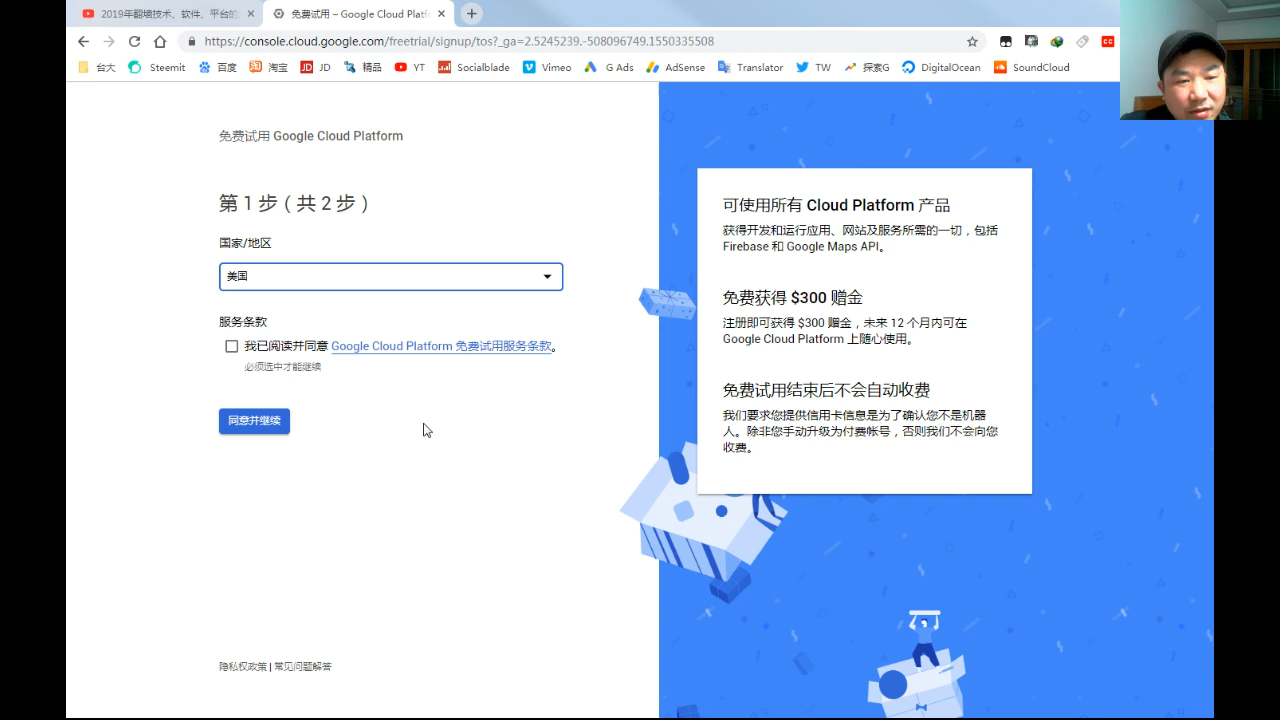 2019年翻墙技术、软件、平台的
免费试用 – Google Cloud Platf
https://console.cloud.google.com/freetrial/signup/tos?_ga=2.5245239.-508096749.1550335508
台大 Steemit 百度 淘宝 JD 精品 YT Socialblade Vimeo G Ads AdSense Translator TW 探索G DigitalOcean SoundCloud
免费试用 Google Cloud Platform
第 1 步 ( 共 2 步 )
国家/地区
美国
服务条款
我已阅读并同意 Google Cloud Platform 免费试用服务条款。
必须选中才能继续
同意并继续
隐私权政策 | 常见问题解答
可使用所有 Cloud Platform 产品
获得开发和运行应用、网站及服务所需的一切，包括
Firebase 和 Google Maps API。
免费获得 $300 赠金
注册即可获得 $300 赠金，未来 12 个月内可在
Google Cloud Platform 上随心使用。
免费试用结束后不会自动收费
我们要求您提供信用卡信息是为了确认您不是机器
人。除非您手动升级为付费帐号，否则我们不会向您
收费。